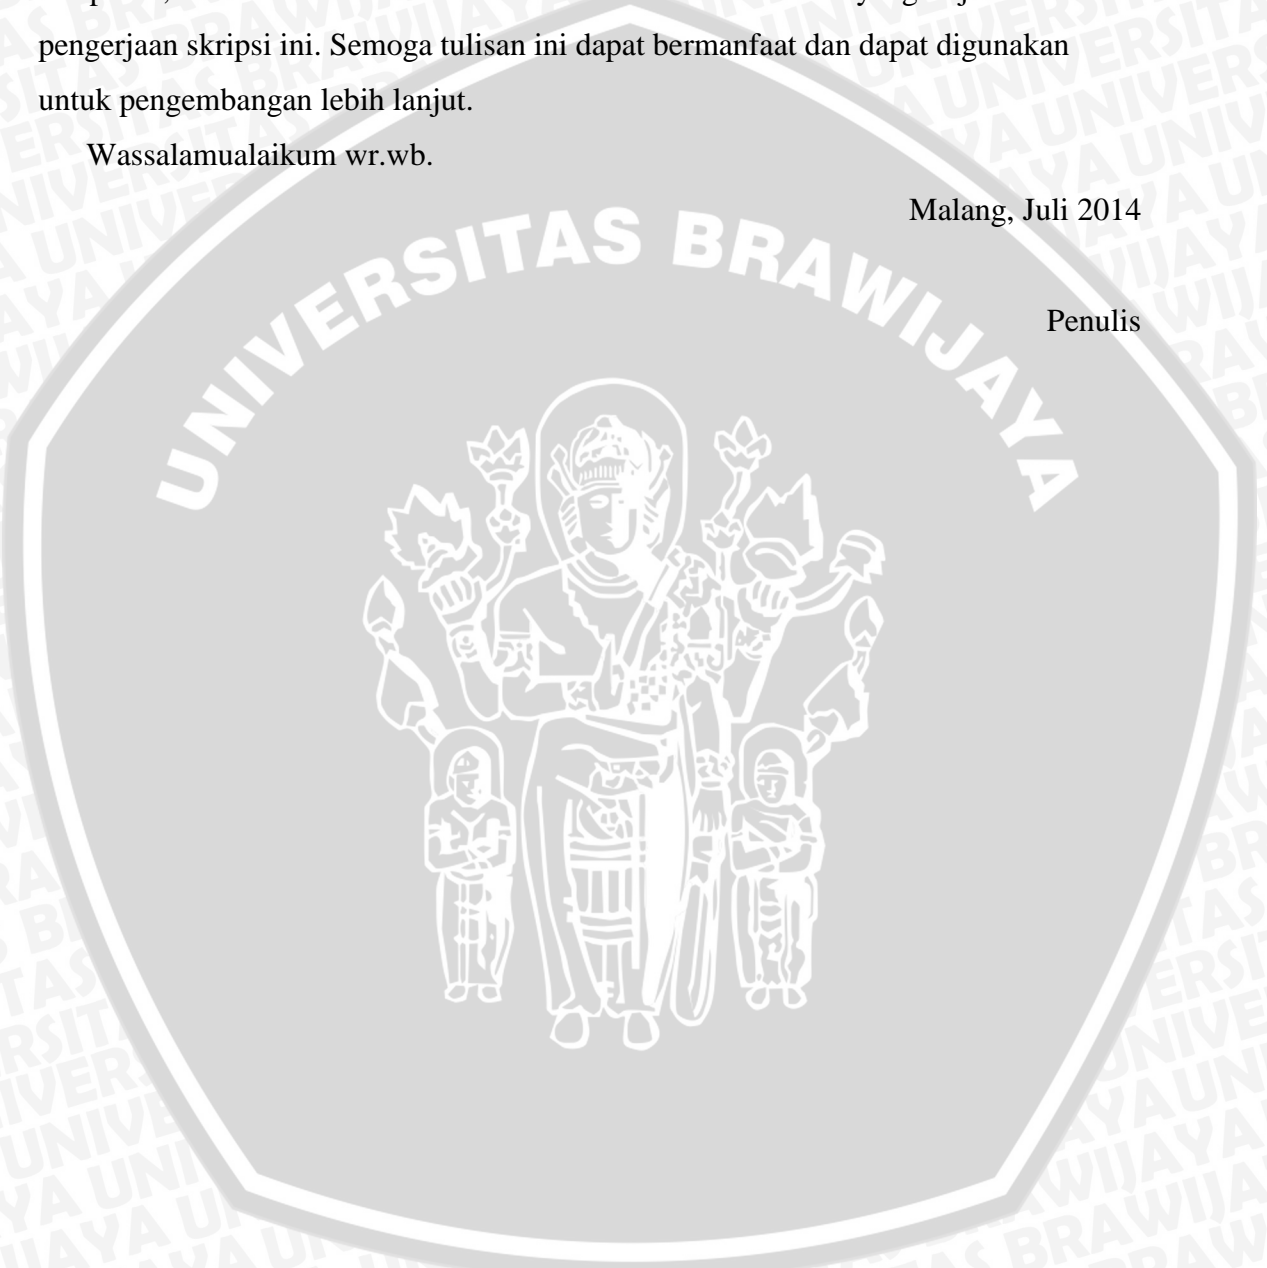 pengerjaan skripsi ini. Semoga tulisan ini dapat bermanfaat dan dapat digunakan
untuk pengembangan lebih lanjut.
Wassalamualaikum wr.wb.
Malang, Juli 2014
Penulis
UNIVERSITAS BRAWIJAYA